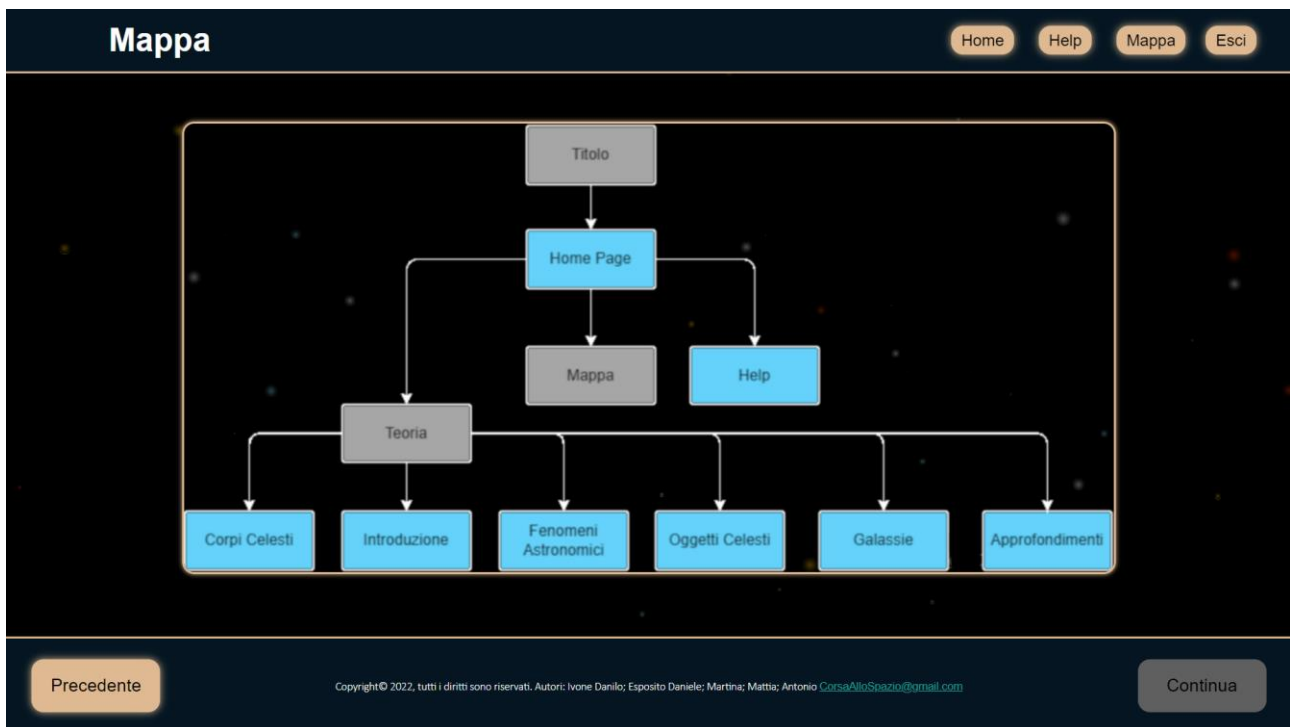 Mappa
Home
Help
Mappa
Esci
Titolo
Home Page
Mappa
Help
Teoria
Corpi Celesti
Introduzione
Fenomeni
Astronomici
Oggetti Celesti
Galassie
Approfondimenti
Precedente
Copyright© 2022, tutti i diritti sono riservati. Autori: Ivone Danilo; Esposito Daniele; Martina; Mattia; Antonio CorsaAlloSpazio@gmail.com
Continua